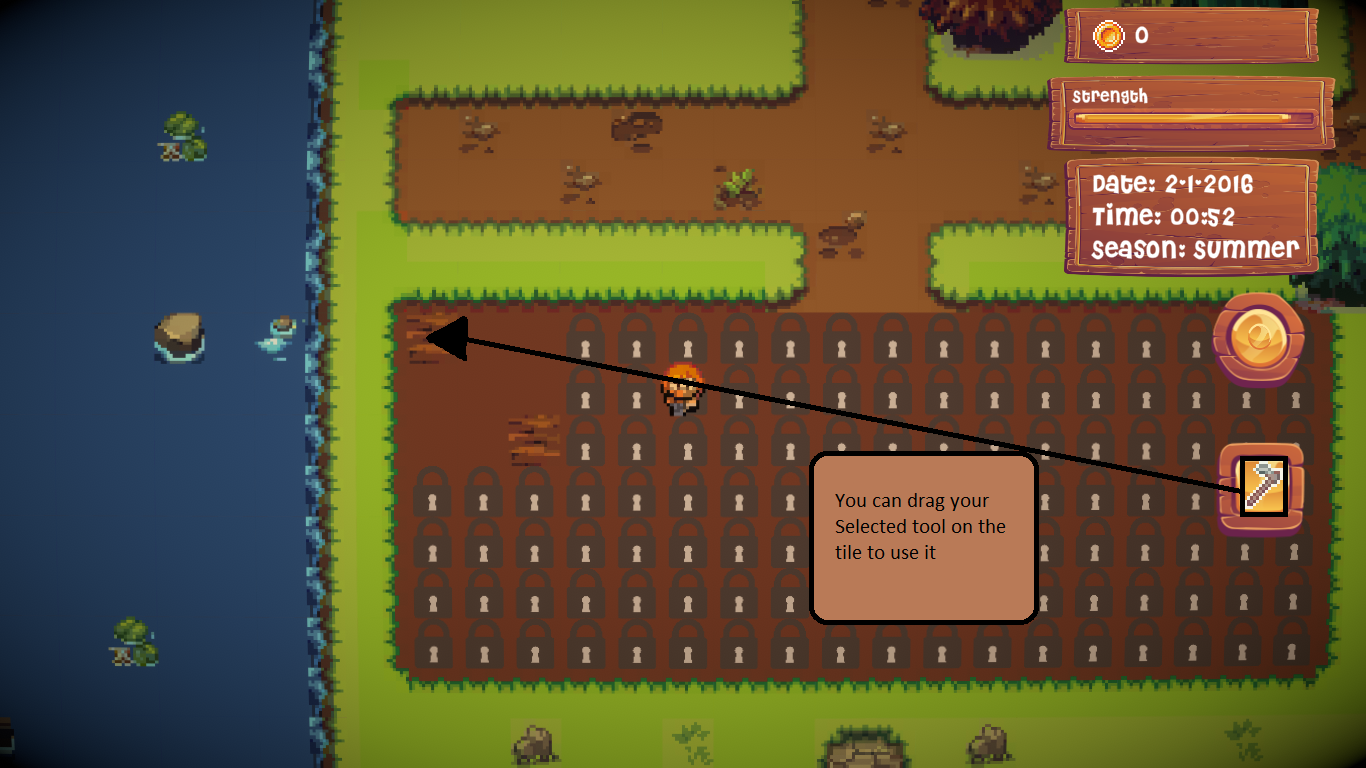 0
Strength
Date: 2·1·2016
Time: 00:52
Season: Summer
You can drag your
Selected tool on the
tile to use it